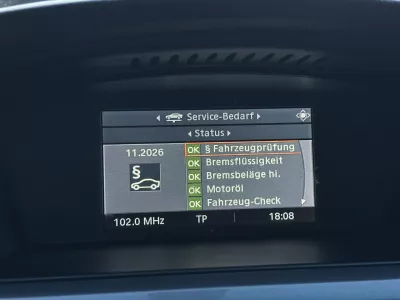 Service-Bedarf
Status
11.2026
OK § Fahrzeugprüfung
OK Bremsflüssigkeit
OK Bremsbeläge hi.
OK Motoröl
OK Fahrzeug-Check
§
102.0 MHz TP 18:08